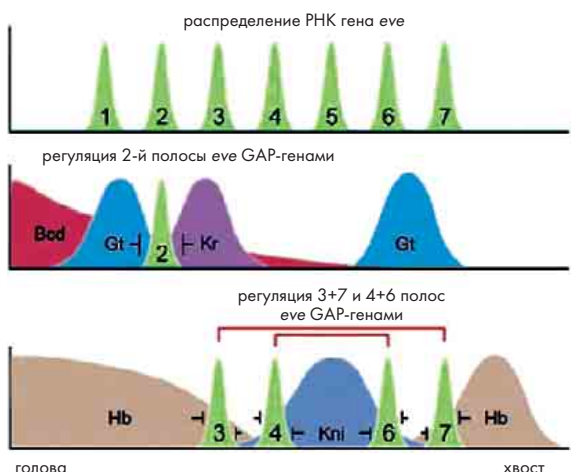 распределение РНК гена eve
1 2 3 4 5 6 7
регуляция 2-й полосы eve GAP-генами
Bcd Gt 2 Kr Gt
регуляция 3+7 и 4+6 полос
eve GAP-генами
Hb 3 4 Kni 6 7 Hb
голова хвост